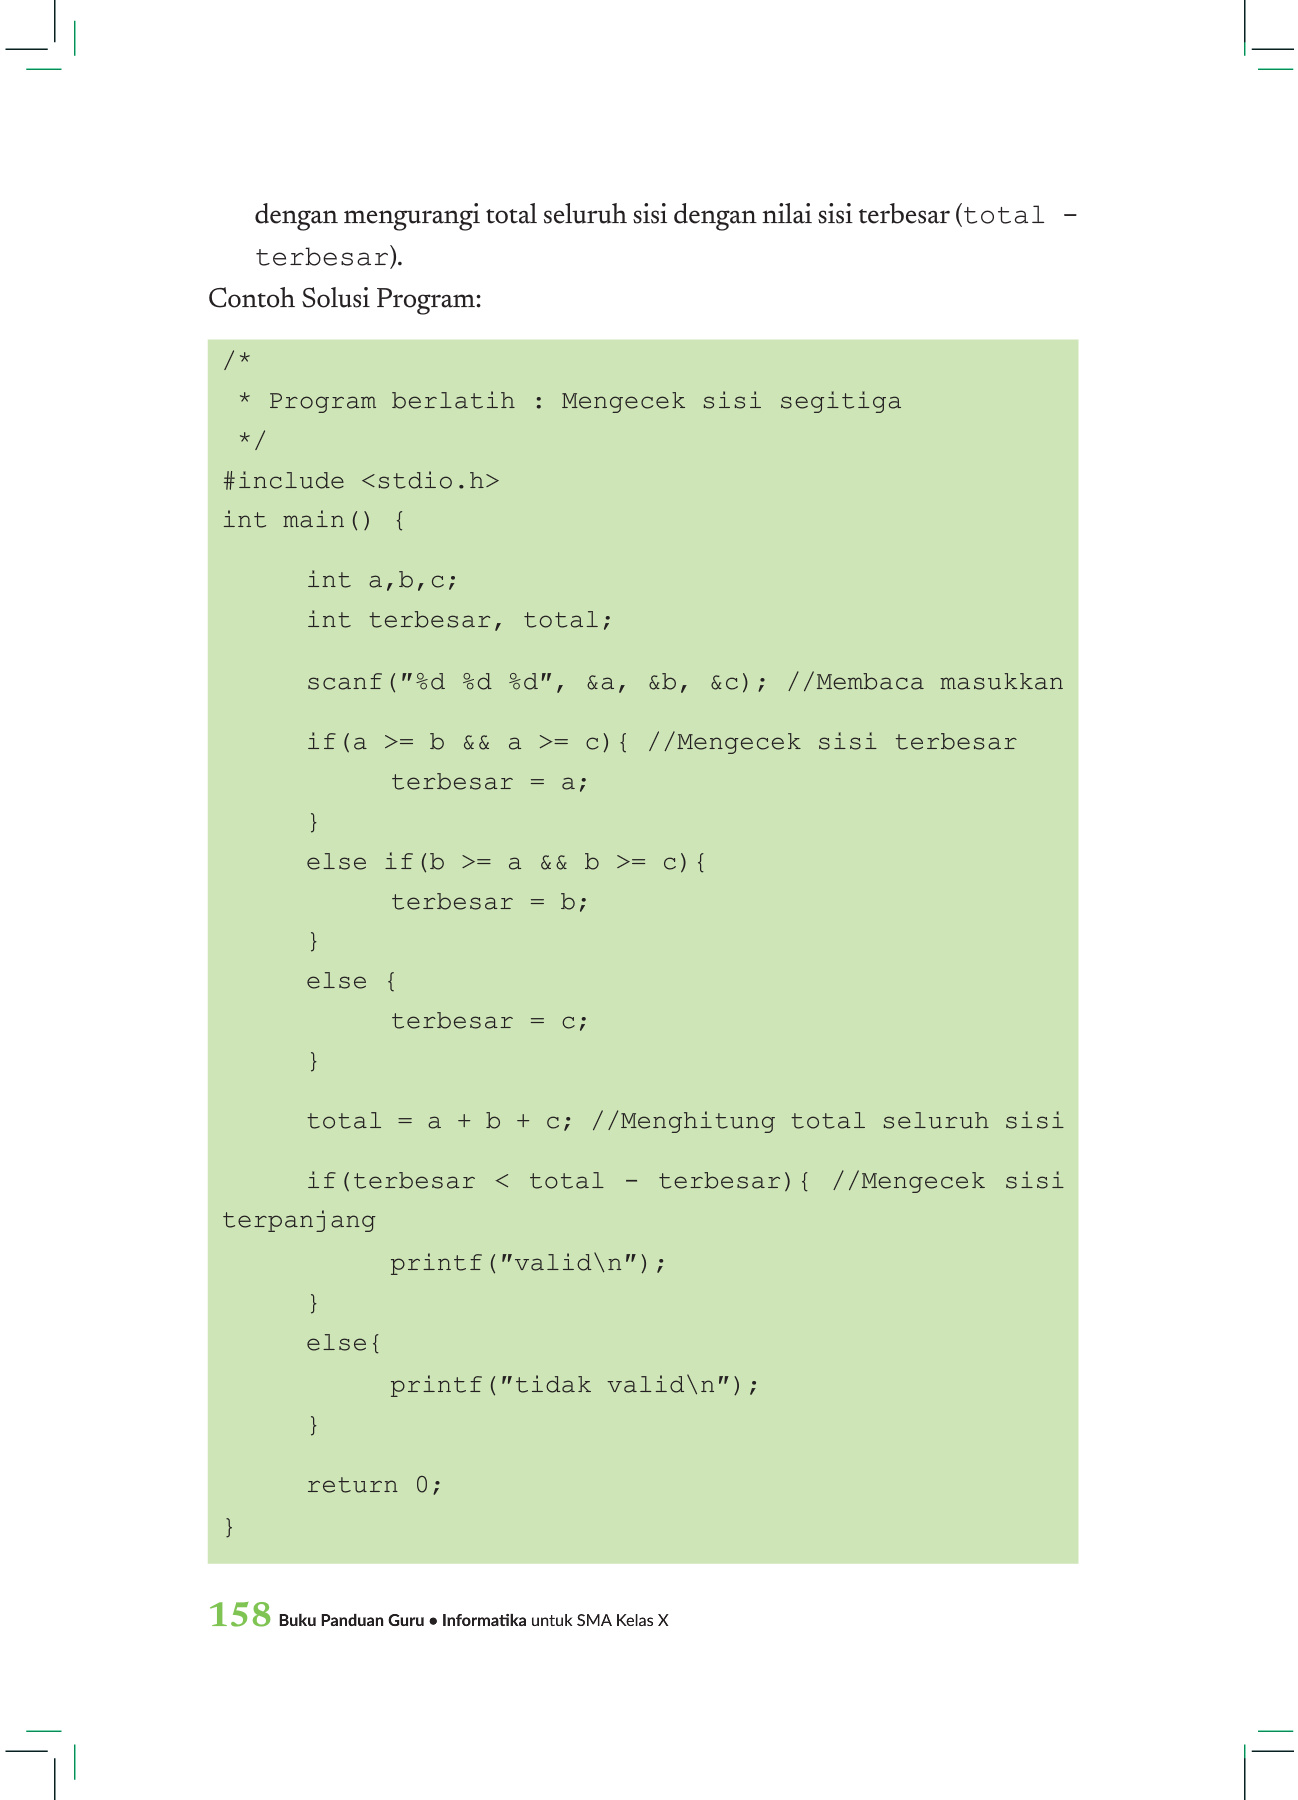 dengan mengurangi total seluruh sisi dengan nilai sisi terbesar (total -
terbesar).
Contoh Solusi Program:
/*
 * Program berlatih : Mengecek sisi segitiga
 */
#include <stdio.h>
int main() {
int a,b,c;
int terbesar, total;
scanf("%d %d %d", &a, &b, &c); //Membaca masukkan
if(a >= b && a >= c){ //Mengecek sisi terbesar
terbesar = a;
}
else if(b >= a && b >= c){
terbesar = b;
}
else {
terbesar = c;
}
total = a + b + c; //Menghitung total seluruh sisi
if(terbesar < total - terbesar){ //Mengecek sisi
terpanjang
printf("valid\n");
}
else{
printf("tidak valid\n");
}
return 0;
}
158 Buku Panduan Guru • Informatika untuk SMA Kelas X